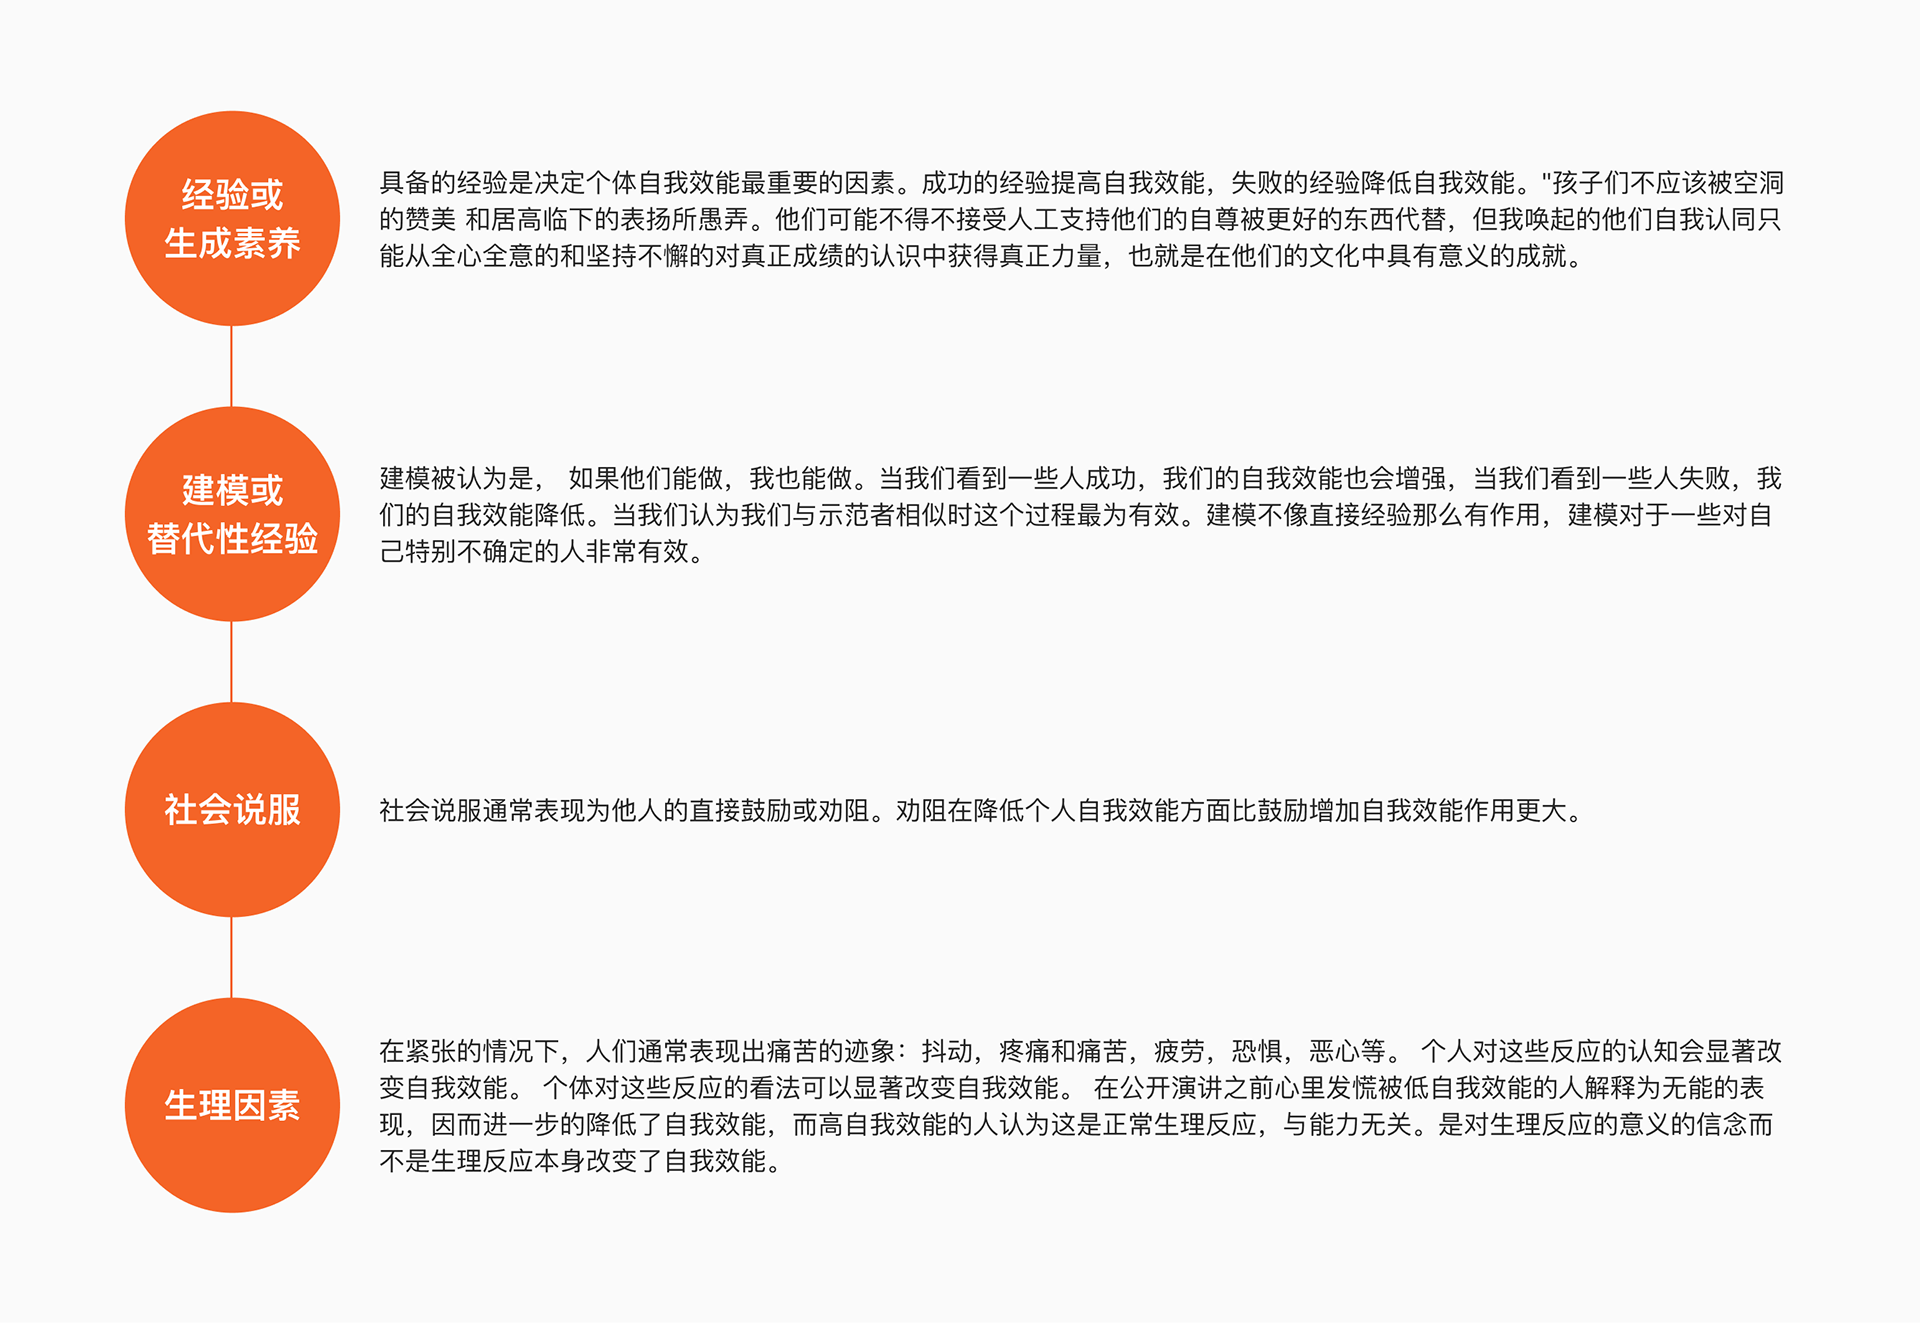 经验或
生成素养
具备的经验是决定个体自我效能最重要的因素。成功的经验提高自我效能，失败的经验降低自我效能。"孩子们不应该被空洞
的赞美 和居高临下的表扬所愚弄。他们可能不得不接受人工支持他们的自尊被更好的东西代替，但我唤起的他们自我认同只
能从全心全意的和坚持不懈的对真正成绩的认识中获得真正力量，也就是在他们的文化中具有意义的成就。
建模或
替代性经验
建模被认为是， 如果他们能做，我也能做。当我们看到一些人成功，我们的自我效能也会增强，当我们看到一些人失败，我
们的自我效能降低。当我们认为我们与示范者相似时这个过程最为有效。建模不像直接经验那么有作用，建模对于一些对自
己特别不确定的人非常有效。
社会说服
社会说服通常表现为他人的直接鼓励或劝阻。劝阻在降低个人自我效能方面比鼓励增加自我效能作用更大。
生理因素
在紧张的情况下，人们通常表现出痛苦的迹象：抖动，疼痛和痛苦，疲劳，恐惧，恶心等。 个人对这些反应的认知会显著改
变自我效能。 个体对这些反应的看法可以显著改变自我效能。 在公开演讲之前心里发慌被低自我效能的人解释为无能的表
现，因而进一步的降低了自我效能，而高自我效能的人认为这是正常生理反应，与能力无关。是对生理反应的意义的信念而
不是生理反应本身改变了自我效能。